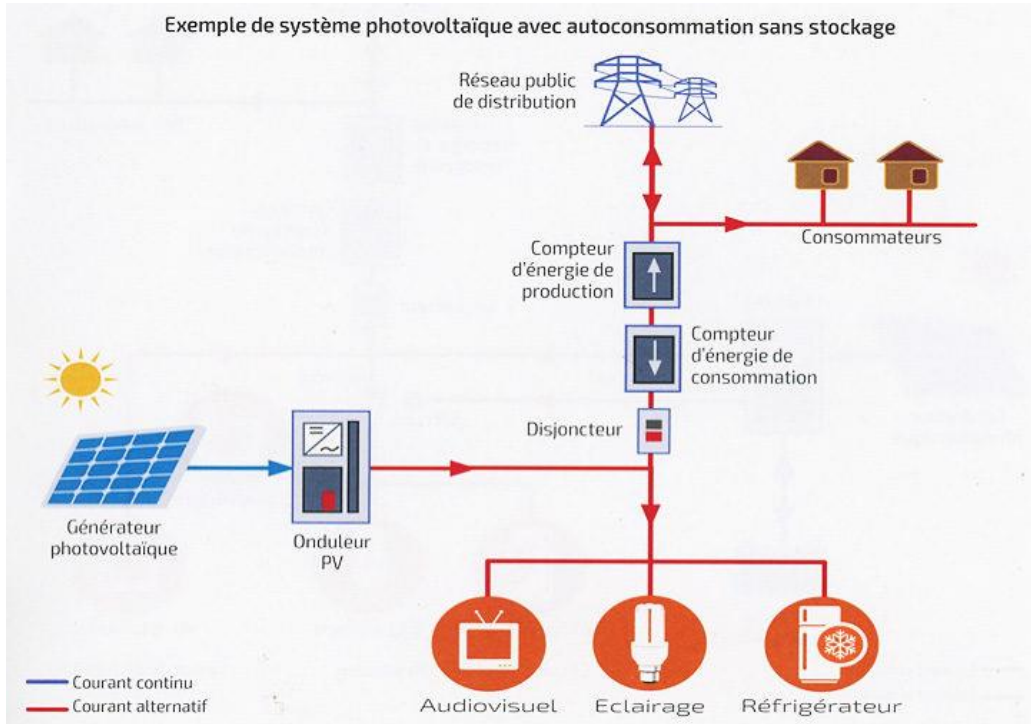 Exemple de système photovoltaïque avec autoconsommation sans stockage
Réseau public
de distribution
Consommateurs
Compteur
d'énergie de
production
Compteur
d'énergie de
consommation
Disjoncteur
Générateur
photovoltaïque
Onduleur
PV
Courant continu
Courant alternatif
Audiovisuel
Eclairage
Réfrigérateur